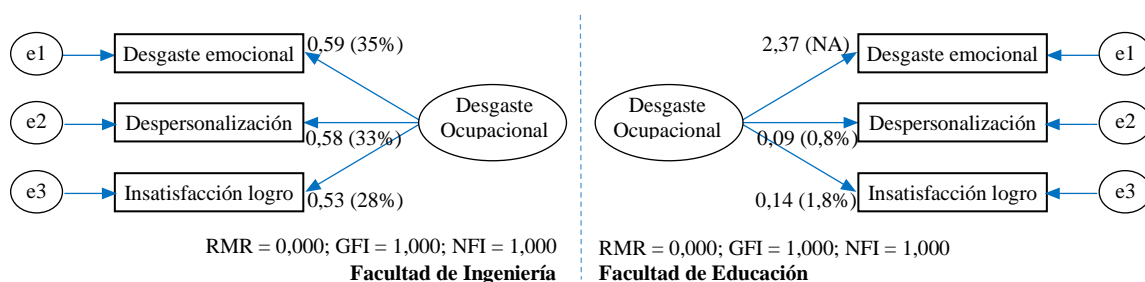 e1
Desgaste emocional
0,59 (35%)
e2
Despersonalización
0,58 (33%)
Desgaste
Ocupacional
e3
Insatisfacción logro
0,53 (28%)
RMR = 0,000; GFI = 1,000; NFI = 1,000
Facultad de Ingeniería
2,37 (NA)
Desgaste emocional
e1
Desgaste
Ocupacional
0,09 (0,8%)
Despersonalización
e2
0,14 (1,8%)
Insatisfacción logro
e3
RMR = 0,000; GFI = 1,000; NFI = 1,000
Facultad de Educación